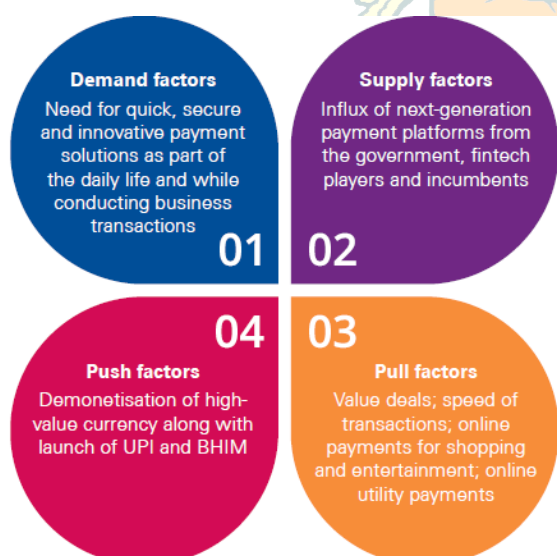 Demand factors
Need for quick, secure
and innovative payment
solutions as part of
the daily life and while
conducting business
transactions
01
Supply factors
Influx of next-generation
payment platforms from
the government, fintech
players and incumbents
02
03
Pull factors
Value deals; speed of
transactions; online
payments for shopping
and entertainment; online
utility payments
04
Push factors
Demonetisation of high-
value currency along with
launch of UPI and BHIM